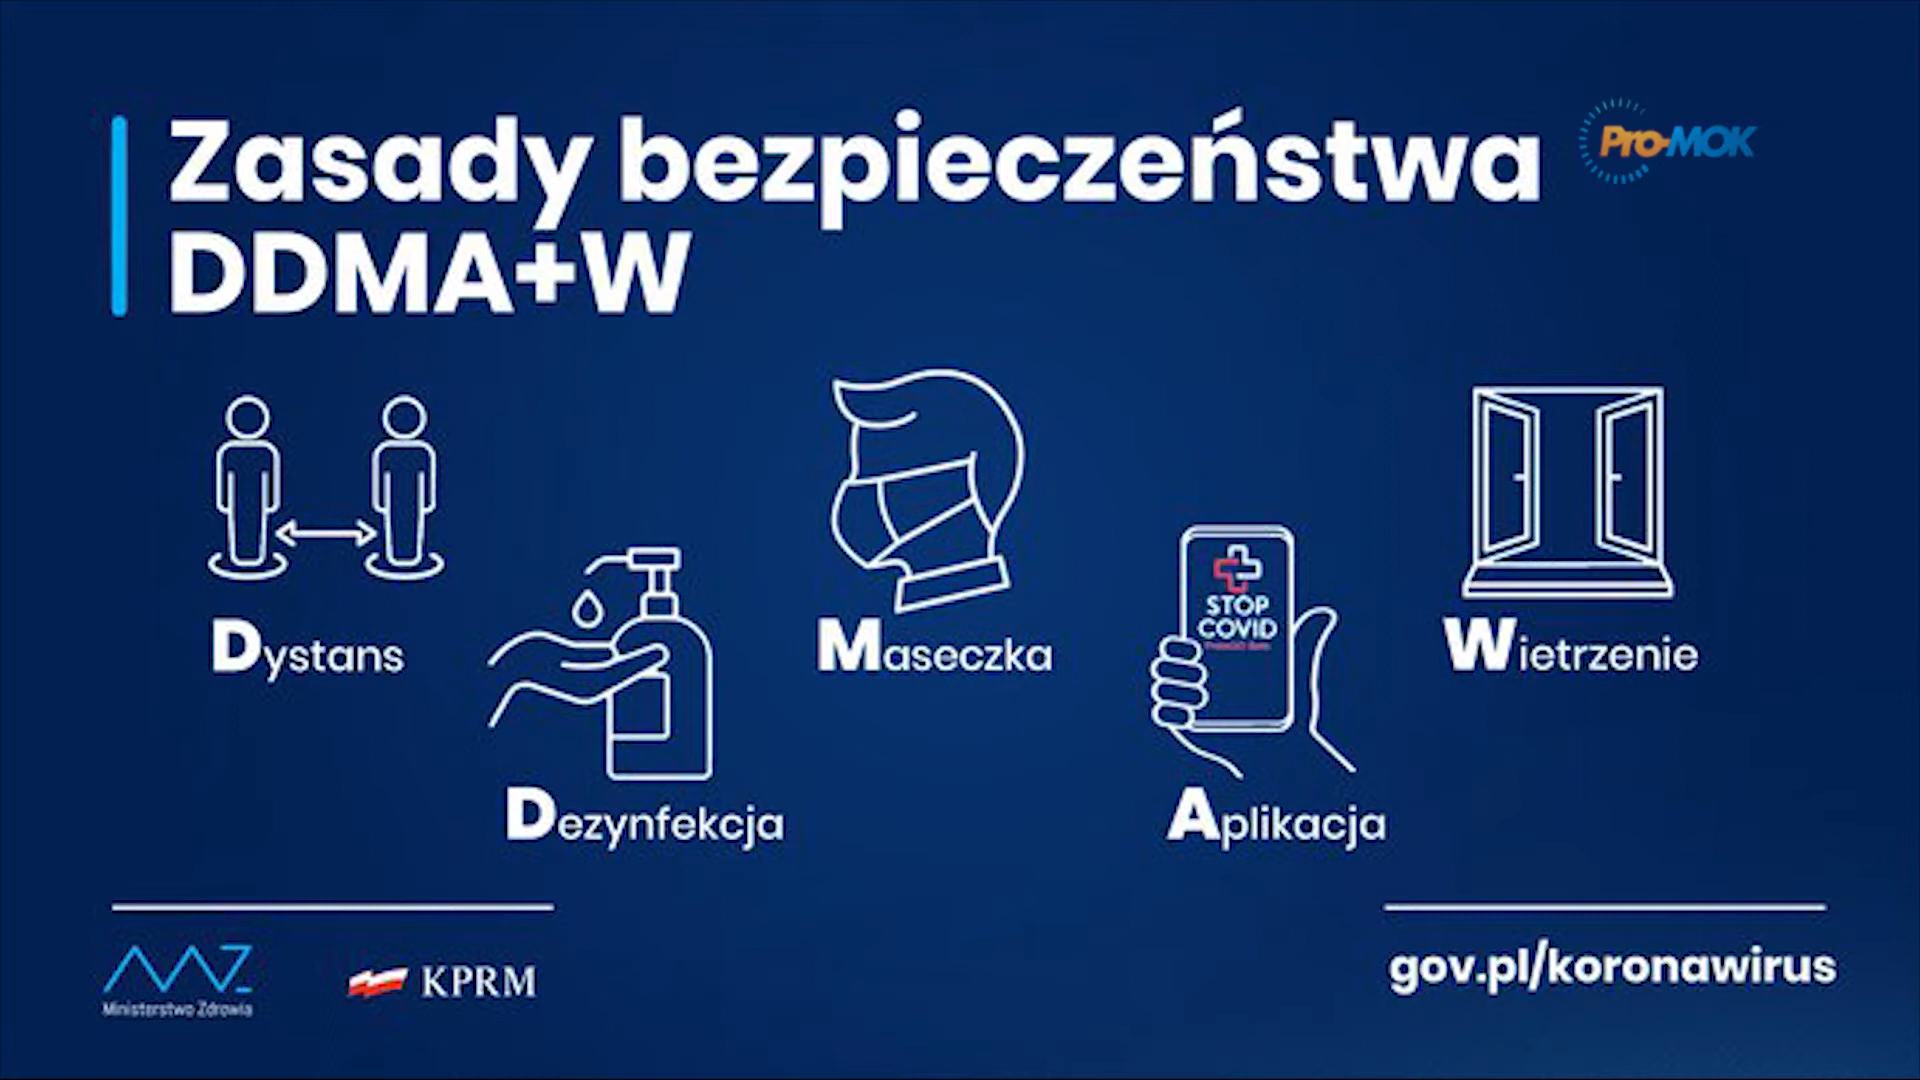 Zasady bezpieczeństwa
DDMA+W
Pro-MOK
Dystans
Dezynfekcja
Maseczka
STOP
COVID
Aplikacja
Wietrzenie
Ministerstwo Zdrowia
KPRM
gov.pl/koronawirus